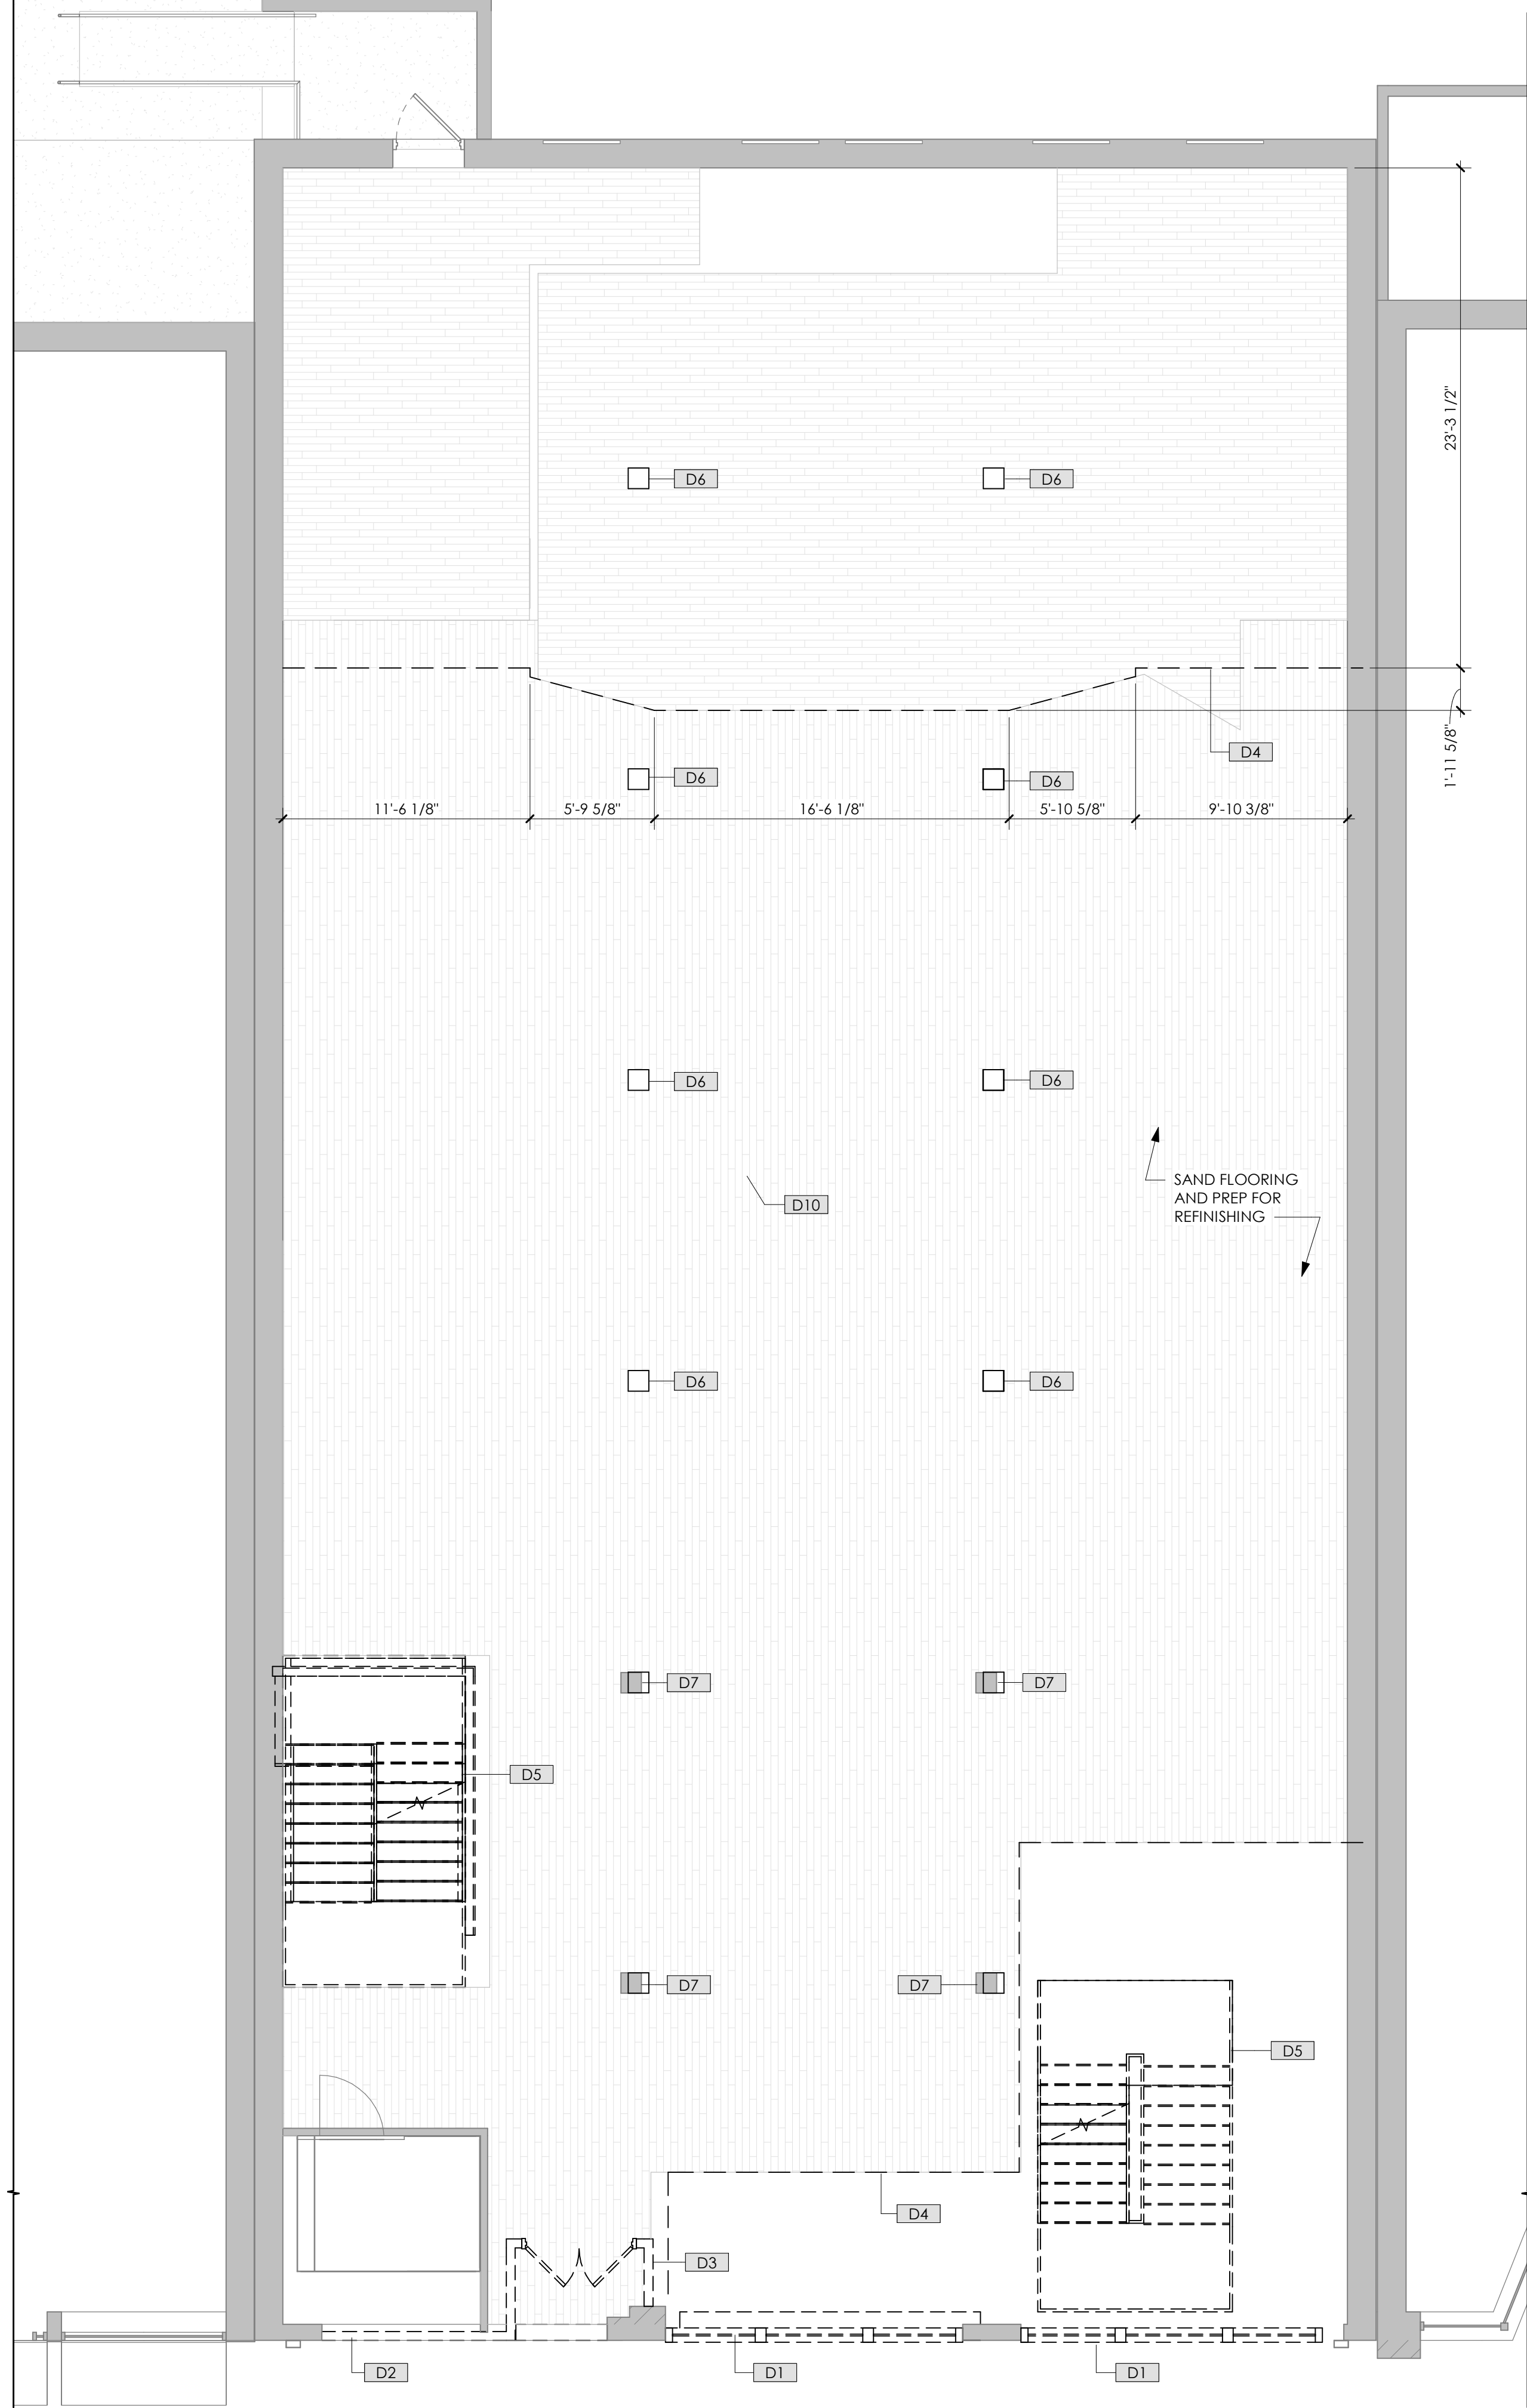 23'-3 1/2"
D6
D6
1'-11 5/8"
D4
D6
D6
11'-6 1/8"
5'-9 5/8"
16'-6 1/8"
5'-10 5/8"
9'-10 3/8"
D6
D6
SAND FLOORING
AND PREP FOR
REFINISHING
D10
D6
D6
D7
D7
D5
D7
D7
D5
D4
D3
D2
D1
D1